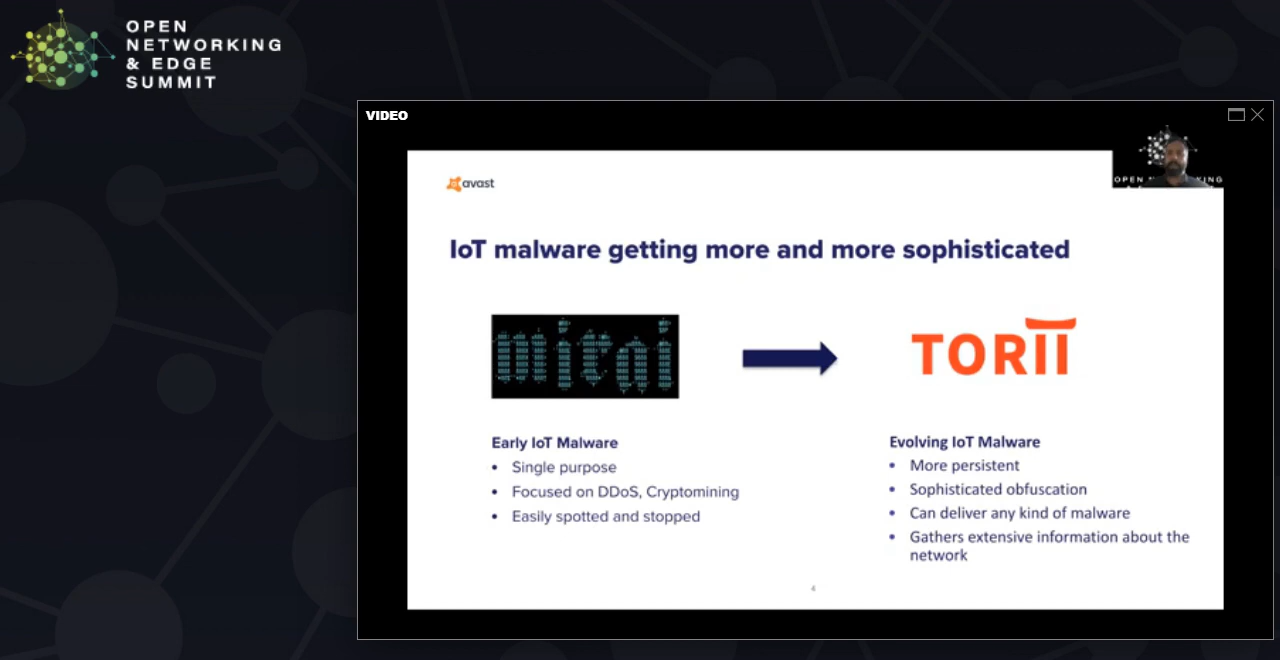 OPEN
NETWORKING
& EDGE
SUMMIT
VIDEO
avast
IoT malware getting more and more sophisticated
mirai
TORII
Early IoT Malware
• Single purpose
• Focused on DDoS, Cryptomining
• Easily spotted and stopped
Evolving IoT Malware
• More persistent
• Sophisticated obfuscation
• Can deliver any kind of malware
• Gathers extensive information about the
network
4
OPEN